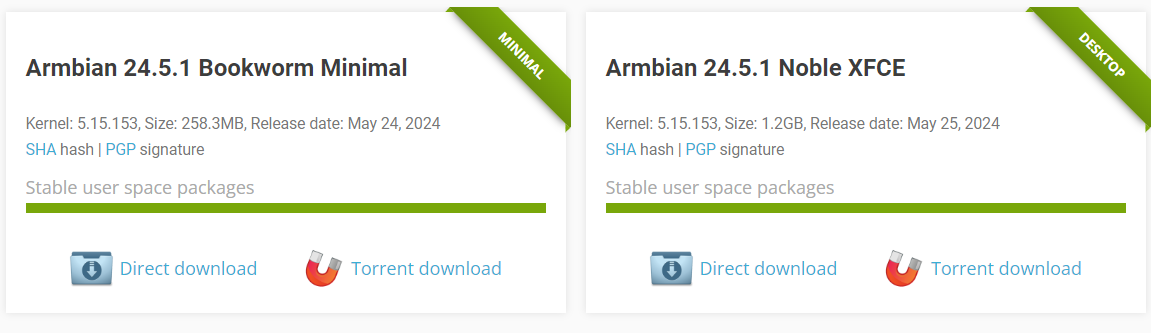 MINIMAL
Armbian 24.5.1 Bookworm Minimal
Kernel: 5.15.153, Size: 258.3MB, Release date: May 24, 2024
SHA hash | PGP signature
Stable user space packages
Direct download
Torrent download
DESKTOP
Armbian 24.5.1 Noble XFCE
Kernel: 5.15.153, Size: 1.2GB, Release date: May 25, 2024
SHA hash | PGP signature
Stable user space packages
Direct download
Torrent download